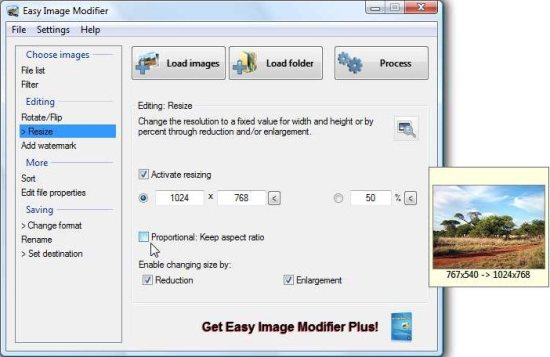 Easy Image Modifier
File Settings Help
Choose images
File list
Filter
Editing
Rotate/Flip
> Resize
Add watermark
More
Sort
Edit file properties
Saving
> Change format
Rename
> Set destination
Load images
Load folder
Process
Editing: Resize
Change the resolution to a fixed value for width and height or by
percent through reduction and/or enlargement.
Activate resizing
1024 x 768 < 50 % <
Proportional: Keep aspect ratio
Enable changing size by:
Reduction Enlargement
Get Easy Image Modifier Plus!
767x540 -> 1024x768